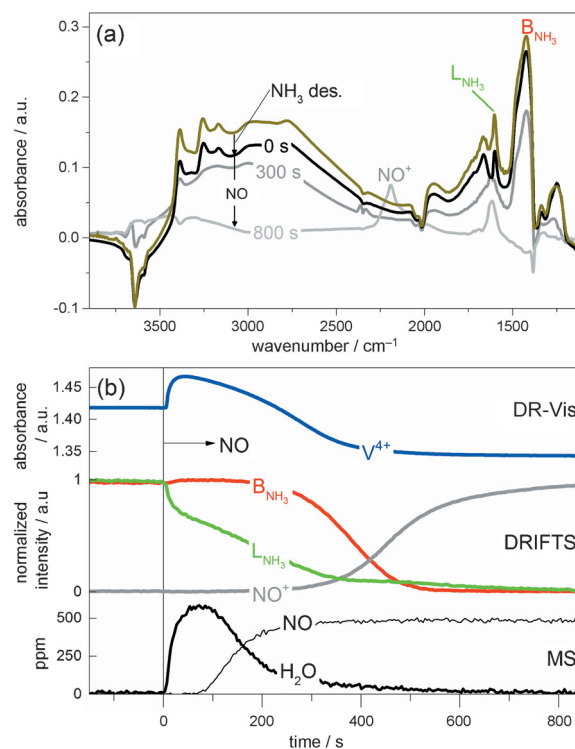 (a)
B_NH3
L_NH3
NH3 des.
0 s
NO
300 s
NO+
800 s
absorbance / a.u.
0.3
0.2
0.1
0.0
-0.1
3500 3000 2500 2000 1500
wavenumber / cm–1
(b)
absorbance / a.u.
1.45
1.40
1.35
DR-Vis
NO
V4+
normalized intensity / a.u
1
0
B_NH3
L_NH3
NO+
DRIFTS
ppm
500
250
0
NO
H2O
MS
0 200 400 600 800
time / s